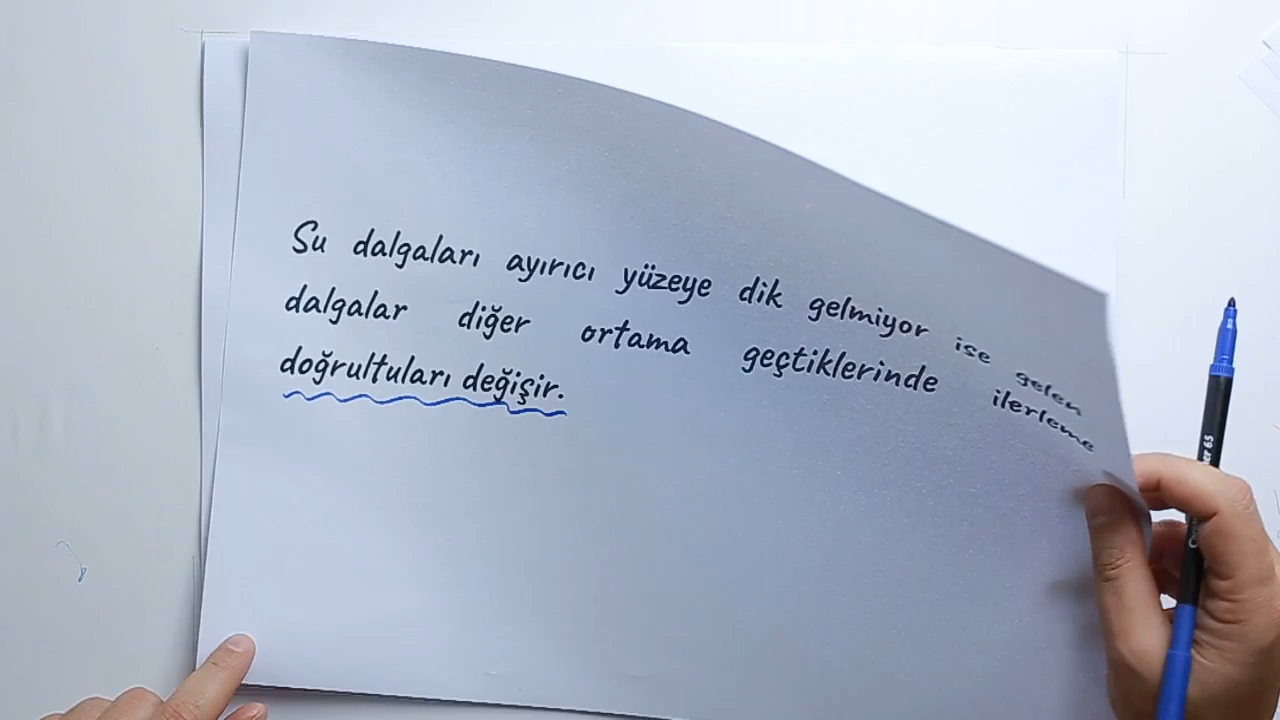 Su dalgaları ayırıcı yüzeye dik gelmiyor ise gelen
dalgalar diğer ortama geçtiklerinde ilerleme
doğrultuları değişir.